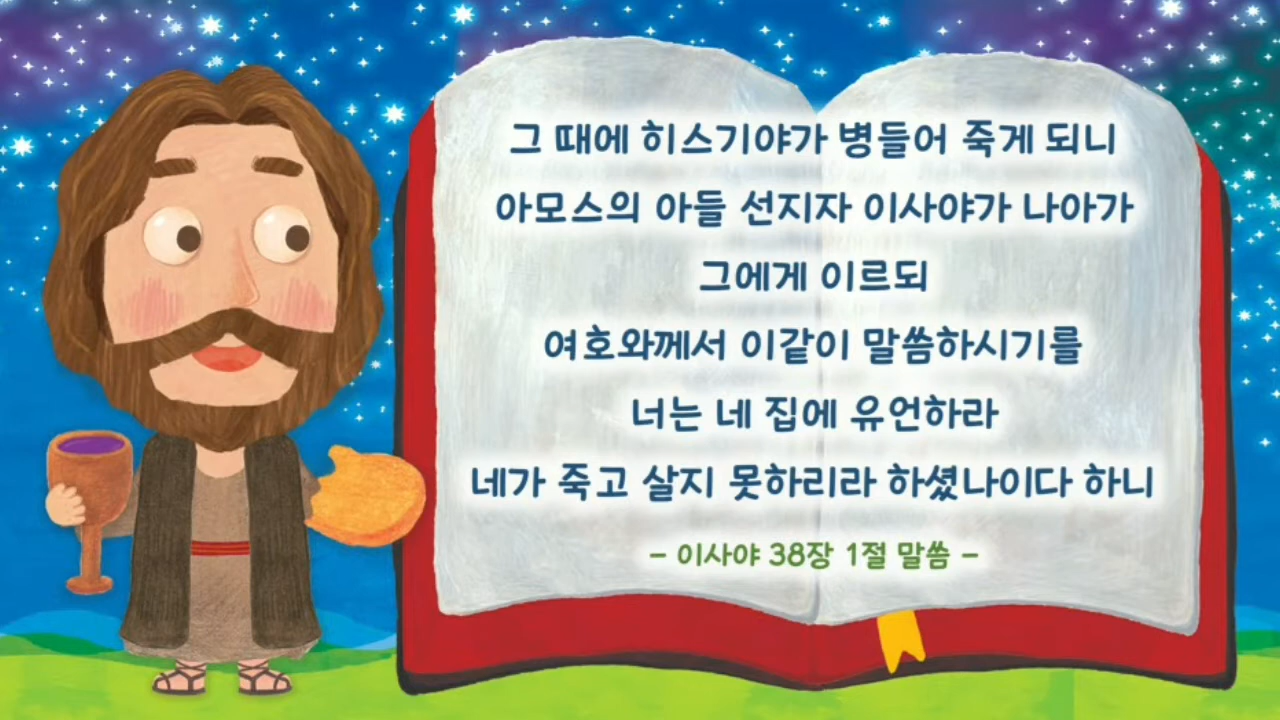 그 때에 히스기야가 병들어 죽게 되니
아모스의 아들 선지자 이사야가 나아가
그에게 이르되
여호와께서 이같이 말씀하시기를
너는 네 집에 유언하라
네가 죽고 살지 못하리라 하셨나이다 하니
- 이사야 38장 1절 말씀 -